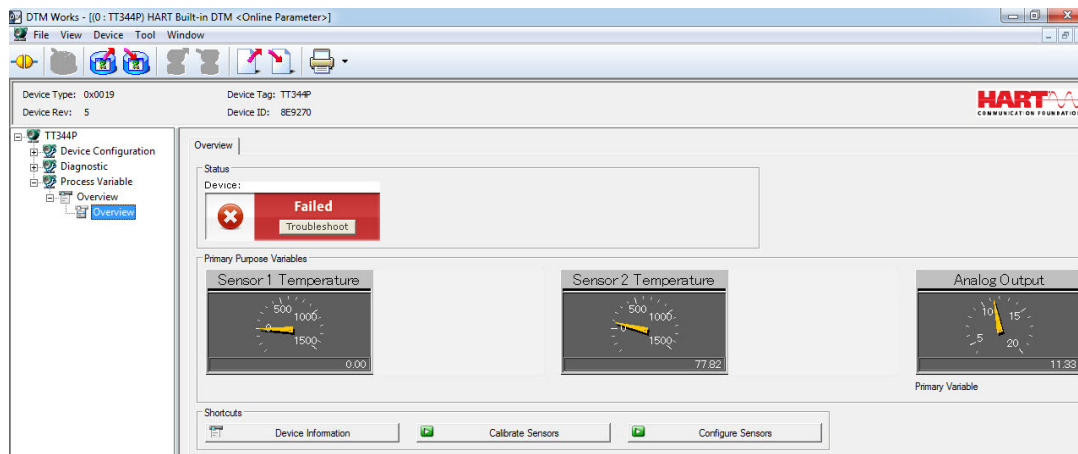 DTM Works - [(0 : TT344P) HART Built-in DTM <Online Parameter>]
File View Device Tool Window
Device Type: 0x0019 Device Tag: TT344P
HART
Device Rev: 5 Device ID: 8E9270
COMMUNICATION FOUNDATION
TT344P
Device Configuration
Diagnostic
Process Variable
Overview
Overview
Overview
Status
Device:
Failed
Troubleshoot
Primary Purpose Variables
Sensor 1 Temperature
0 500 1000 1500
0.00
Sensor 2 Temperature
0 500 1000 1500
77.82
Analog Output
5 10 15 20
11.33
Primary Variable
Shortcuts
Device Information Calibrate Sensors Configure Sensors